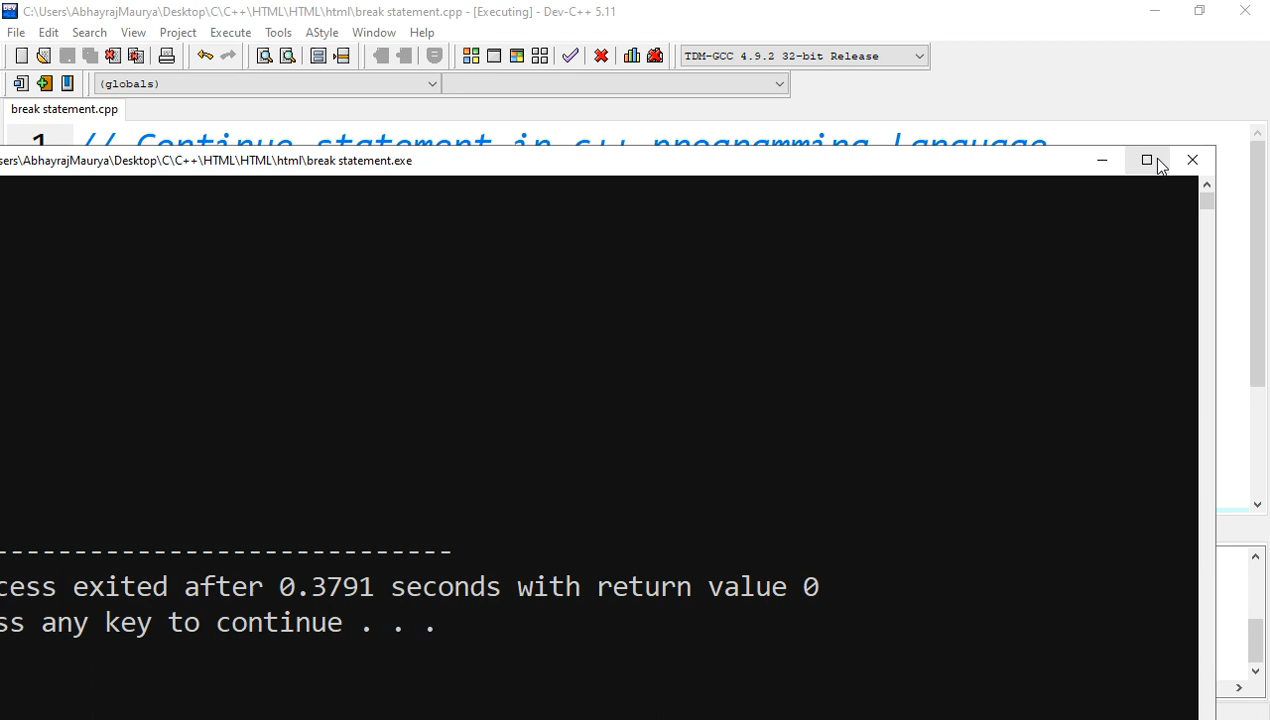 C:\Users\AbhayrajMaurya\Desktop\C\C++\HTML\HTML\html\break statement.cpp - [Executing] - Dev-C++ 5.11
File Edit Search View Project Execute Tools AStyle Window Help
TDM-GCC 4.9.2 32-bit Release
(globals)
break statement.cpp
1 // Continue statement in c++ programming Language
sers\AbhayrajMaurya\Desktop\C\C++\HTML\HTML\html\break statement.exe
-----------------------------
cess exited after 0.3791 seconds with return value 0
ss any key to continue . . .